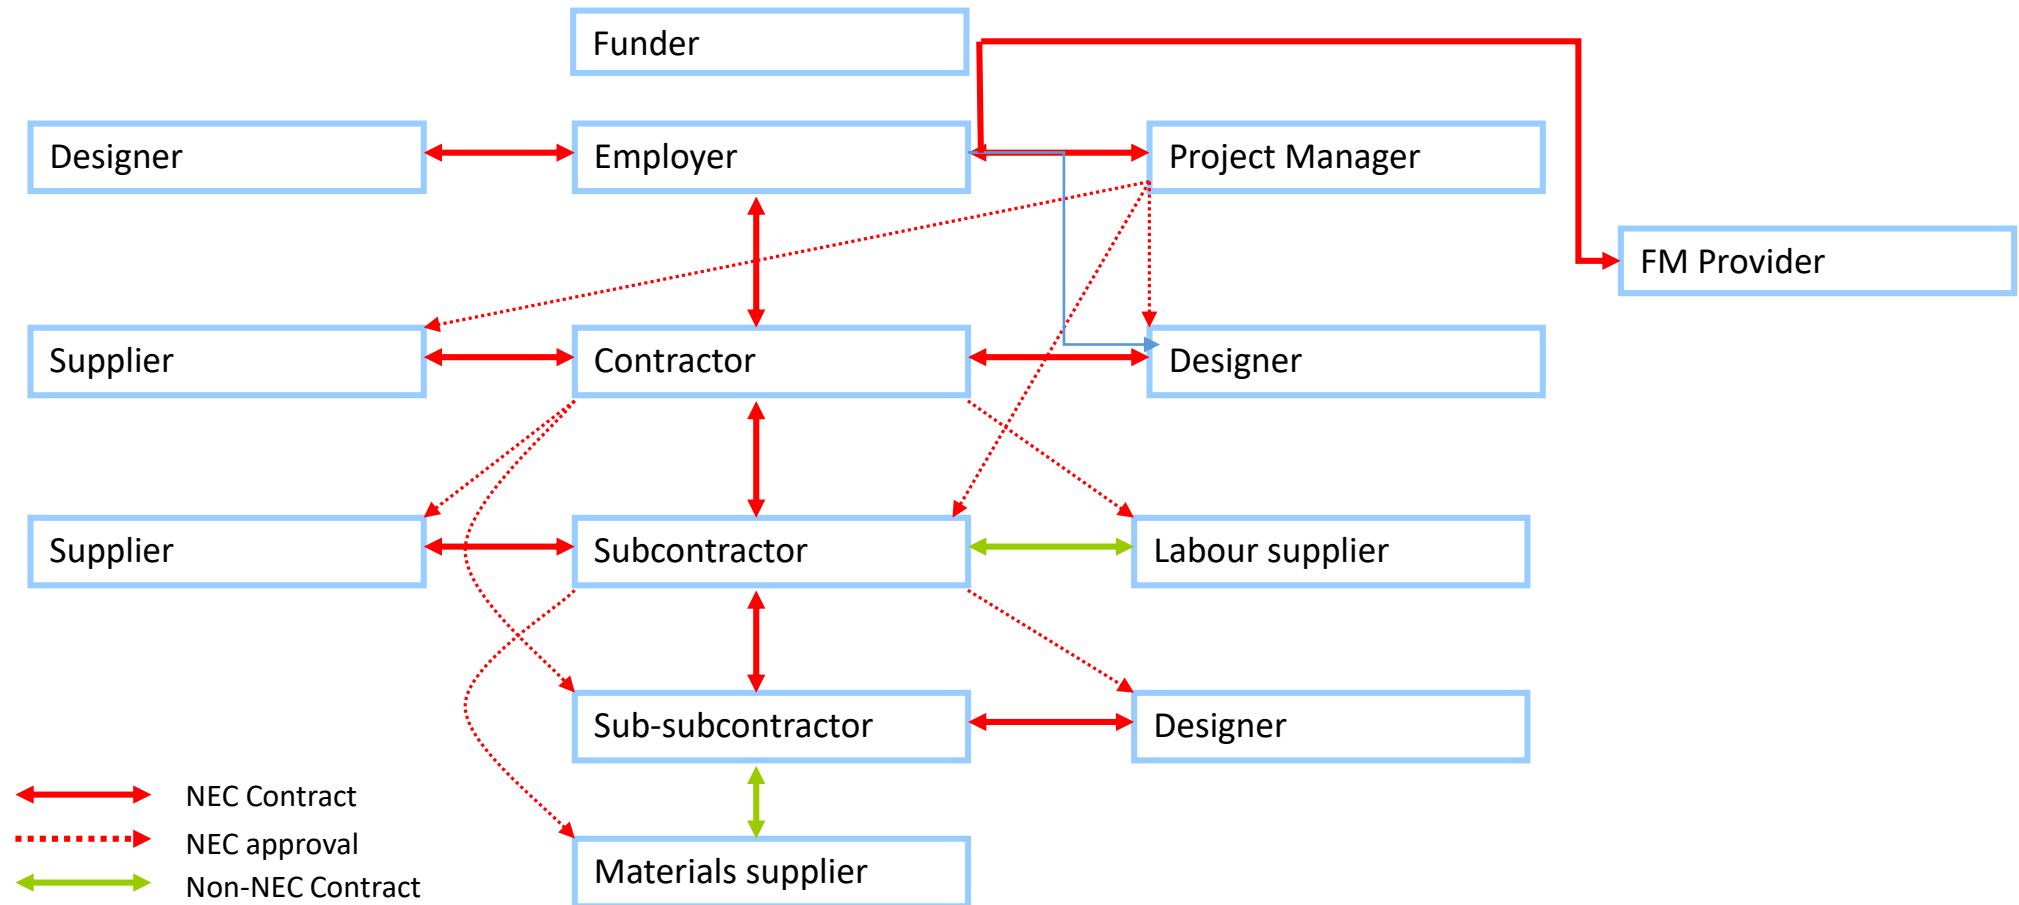 Funder
Designer
Employer
Project Manager
FM Provider
Supplier
Contractor
Designer
Supplier
Subcontractor
Labour supplier
Sub-subcontractor
Designer
NEC Contract
NEC approval
Materials supplier
Non-NEC Contract